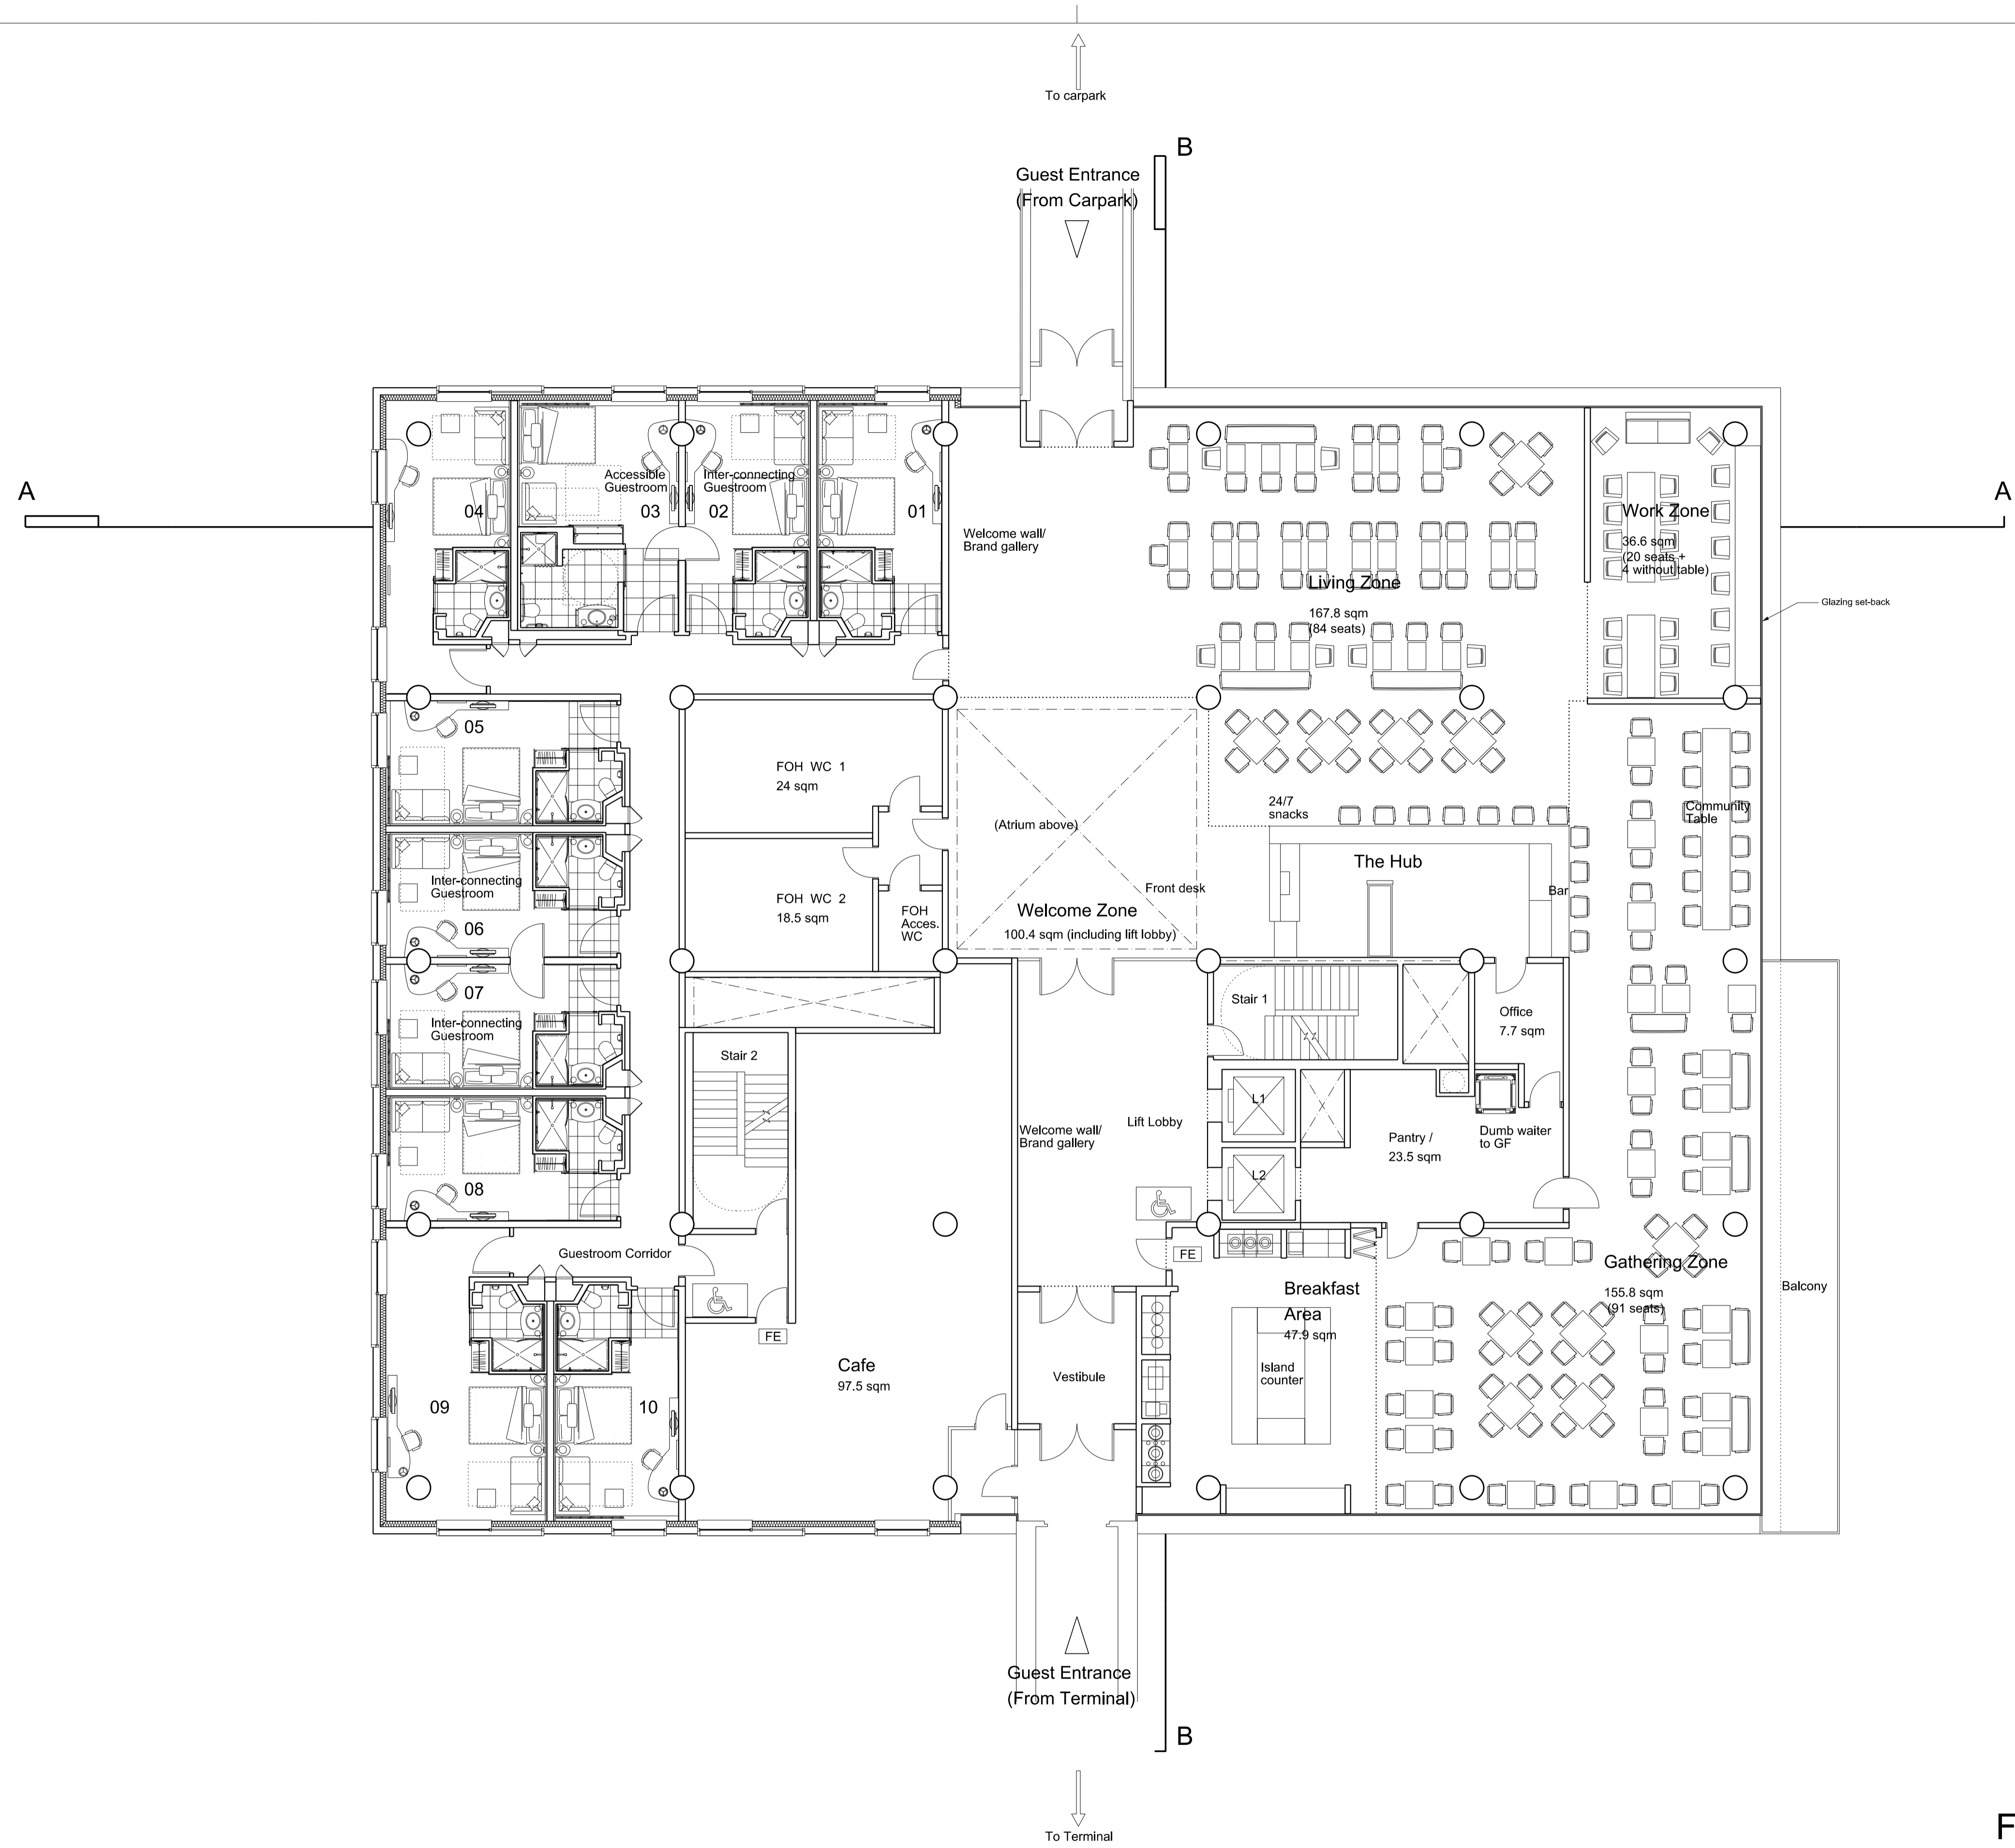 To carpark
B
Guest Entrance
(From Carpark)
A
A
04
Accessible
Guestroom
03
Inter-connecting
Guestroom
02
01
Welcome wall/
Brand gallery
Living Zone
167.8 sqm
(84 seats)
Work Zone
36.6 sqm
(20 seats +
4 without table)
Glazing set-back
05
FOH WC 1
24 sqm
(Atrium above)
24/7
snacks
Community
Table
The Hub
Bar
Front desk
Inter-connecting
Guestroom
06
FOH WC 2
18.5 sqm
FOH
Acces.
WC
Welcome Zone
100.4 sqm (including lift lobby)
07
Inter-connecting
Guestroom
Stair 1
Office
7.7 sqm
Stair 2
L1
Welcome wall/
Brand gallery
Lift Lobby
Pantry /
23.5 sqm
Dumb waiter
to GF
L2
08
Guestroom Corridor
FE
Gathering Zone
155.8 sqm
(91 seats)
Balcony
Breakfast
Area
47.9 sqm
FE
Cafe
97.5 sqm
Vestibule
Island
counter
09
10
Guest Entrance
(From Terminal)
B
To Terminal
F